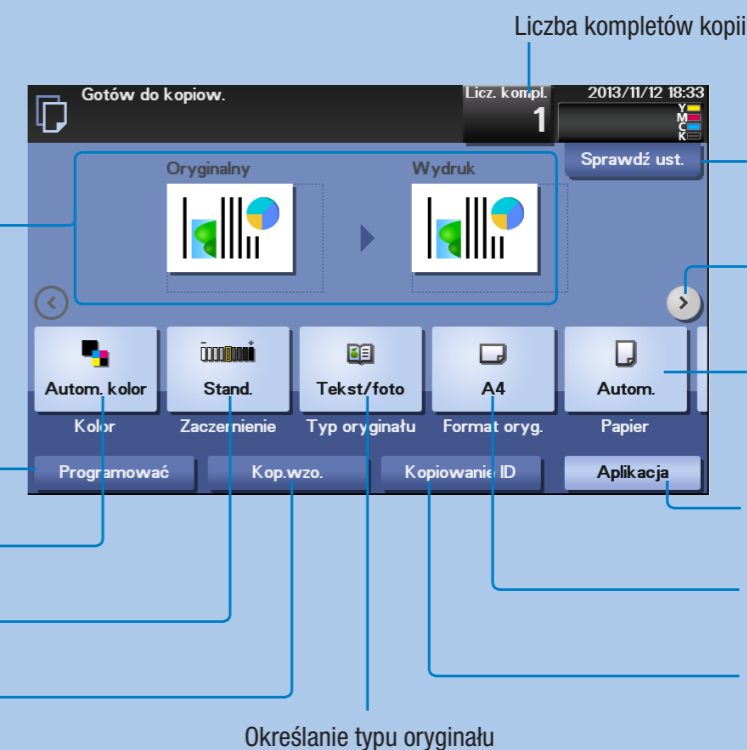 Liczba kompletów kopii
Gotów do kopiow.
Licz. kompl.
1
2013/11/12 18:33
Y
M
C
K
Sprawdź ust.
Oryginalny
Wydruk
Autom. kolor
Stand.
Tekst/foto
A4
Autom.
Kolor
Zaczernienie
Typ oryginału
Format oryg.
Papier
Programować
Kop.wzo.
Kopiowanie ID
Aplikacja
Określanie typu oryginału